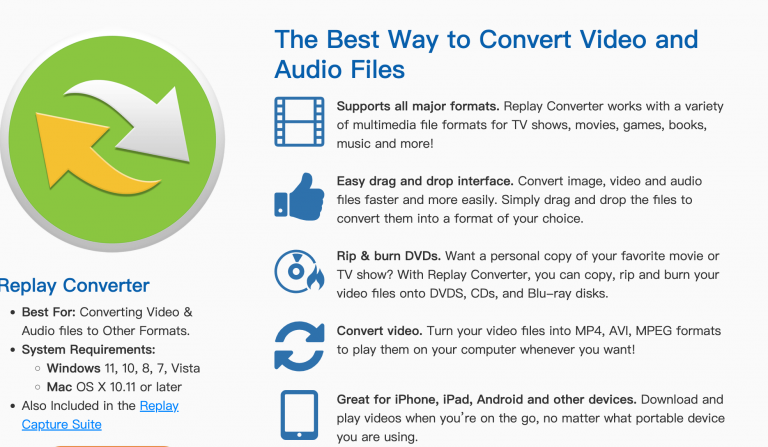 The Best Way to Convert Video and
Audio Files
Supports all major formats. Replay Converter works with a variety
of multimedia file formats for TV shows, movies, games, books,
music and more!
Easy drag and drop interface. Convert image, video and audio
files faster and more easily. Simply drag and drop the files to
convert them into a format of your choice.
Rip & burn DVDs. Want a personal copy of your favorite movie or
TV show? With Replay Converter, you can copy, rip and burn your
video files onto DVDS, CDs, and Blu-ray disks.
Convert video. Turn your video files into MP4, AVI, MPEG formats
to play them on your computer whenever you want!
Great for iPhone, iPad, Android and other devices. Download and
play videos when you're on the go, no matter what portable device
you are using.
Replay Converter
• Best For: Converting Video &
Audio files to Other Formats.
• System Requirements:
◦ Windows 11, 10, 8, 7, Vista
◦ Mac OS X 10.11 or later
• Also Included in the Replay
Capture Suite